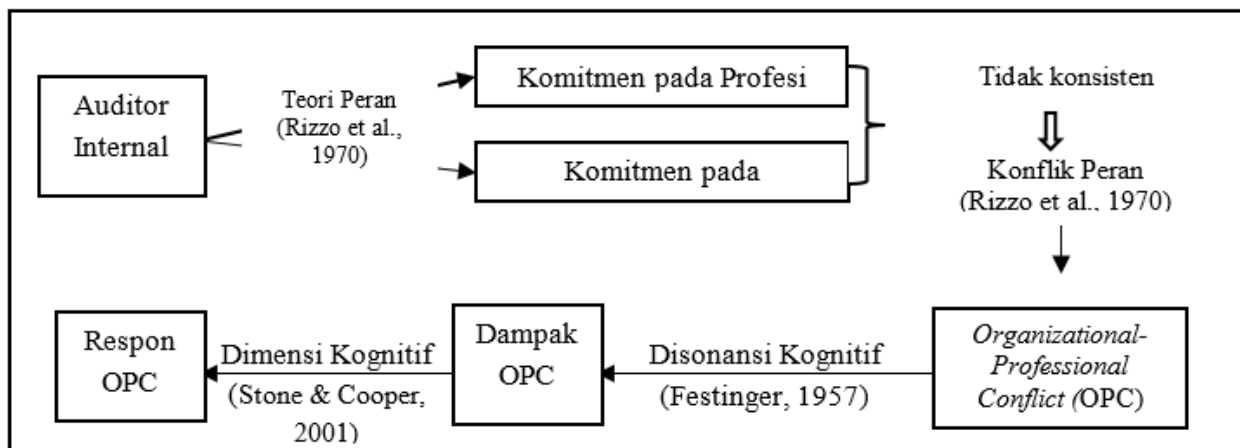 Auditor
Internal
Teori Peran
(Rizzo et al.,
1970)
Komitmen pada Profesi
Komitmen pada
Tidak konsisten
Konflik Peran
(Rizzo et al., 1970)
Organizational-
Professional
Conflict (OPC)
Disonansi Kognitif
(Festinger, 1957)
Dampak
OPC
Dimensi Kognitif
(Stone & Cooper,
2001)
Respon
OPC